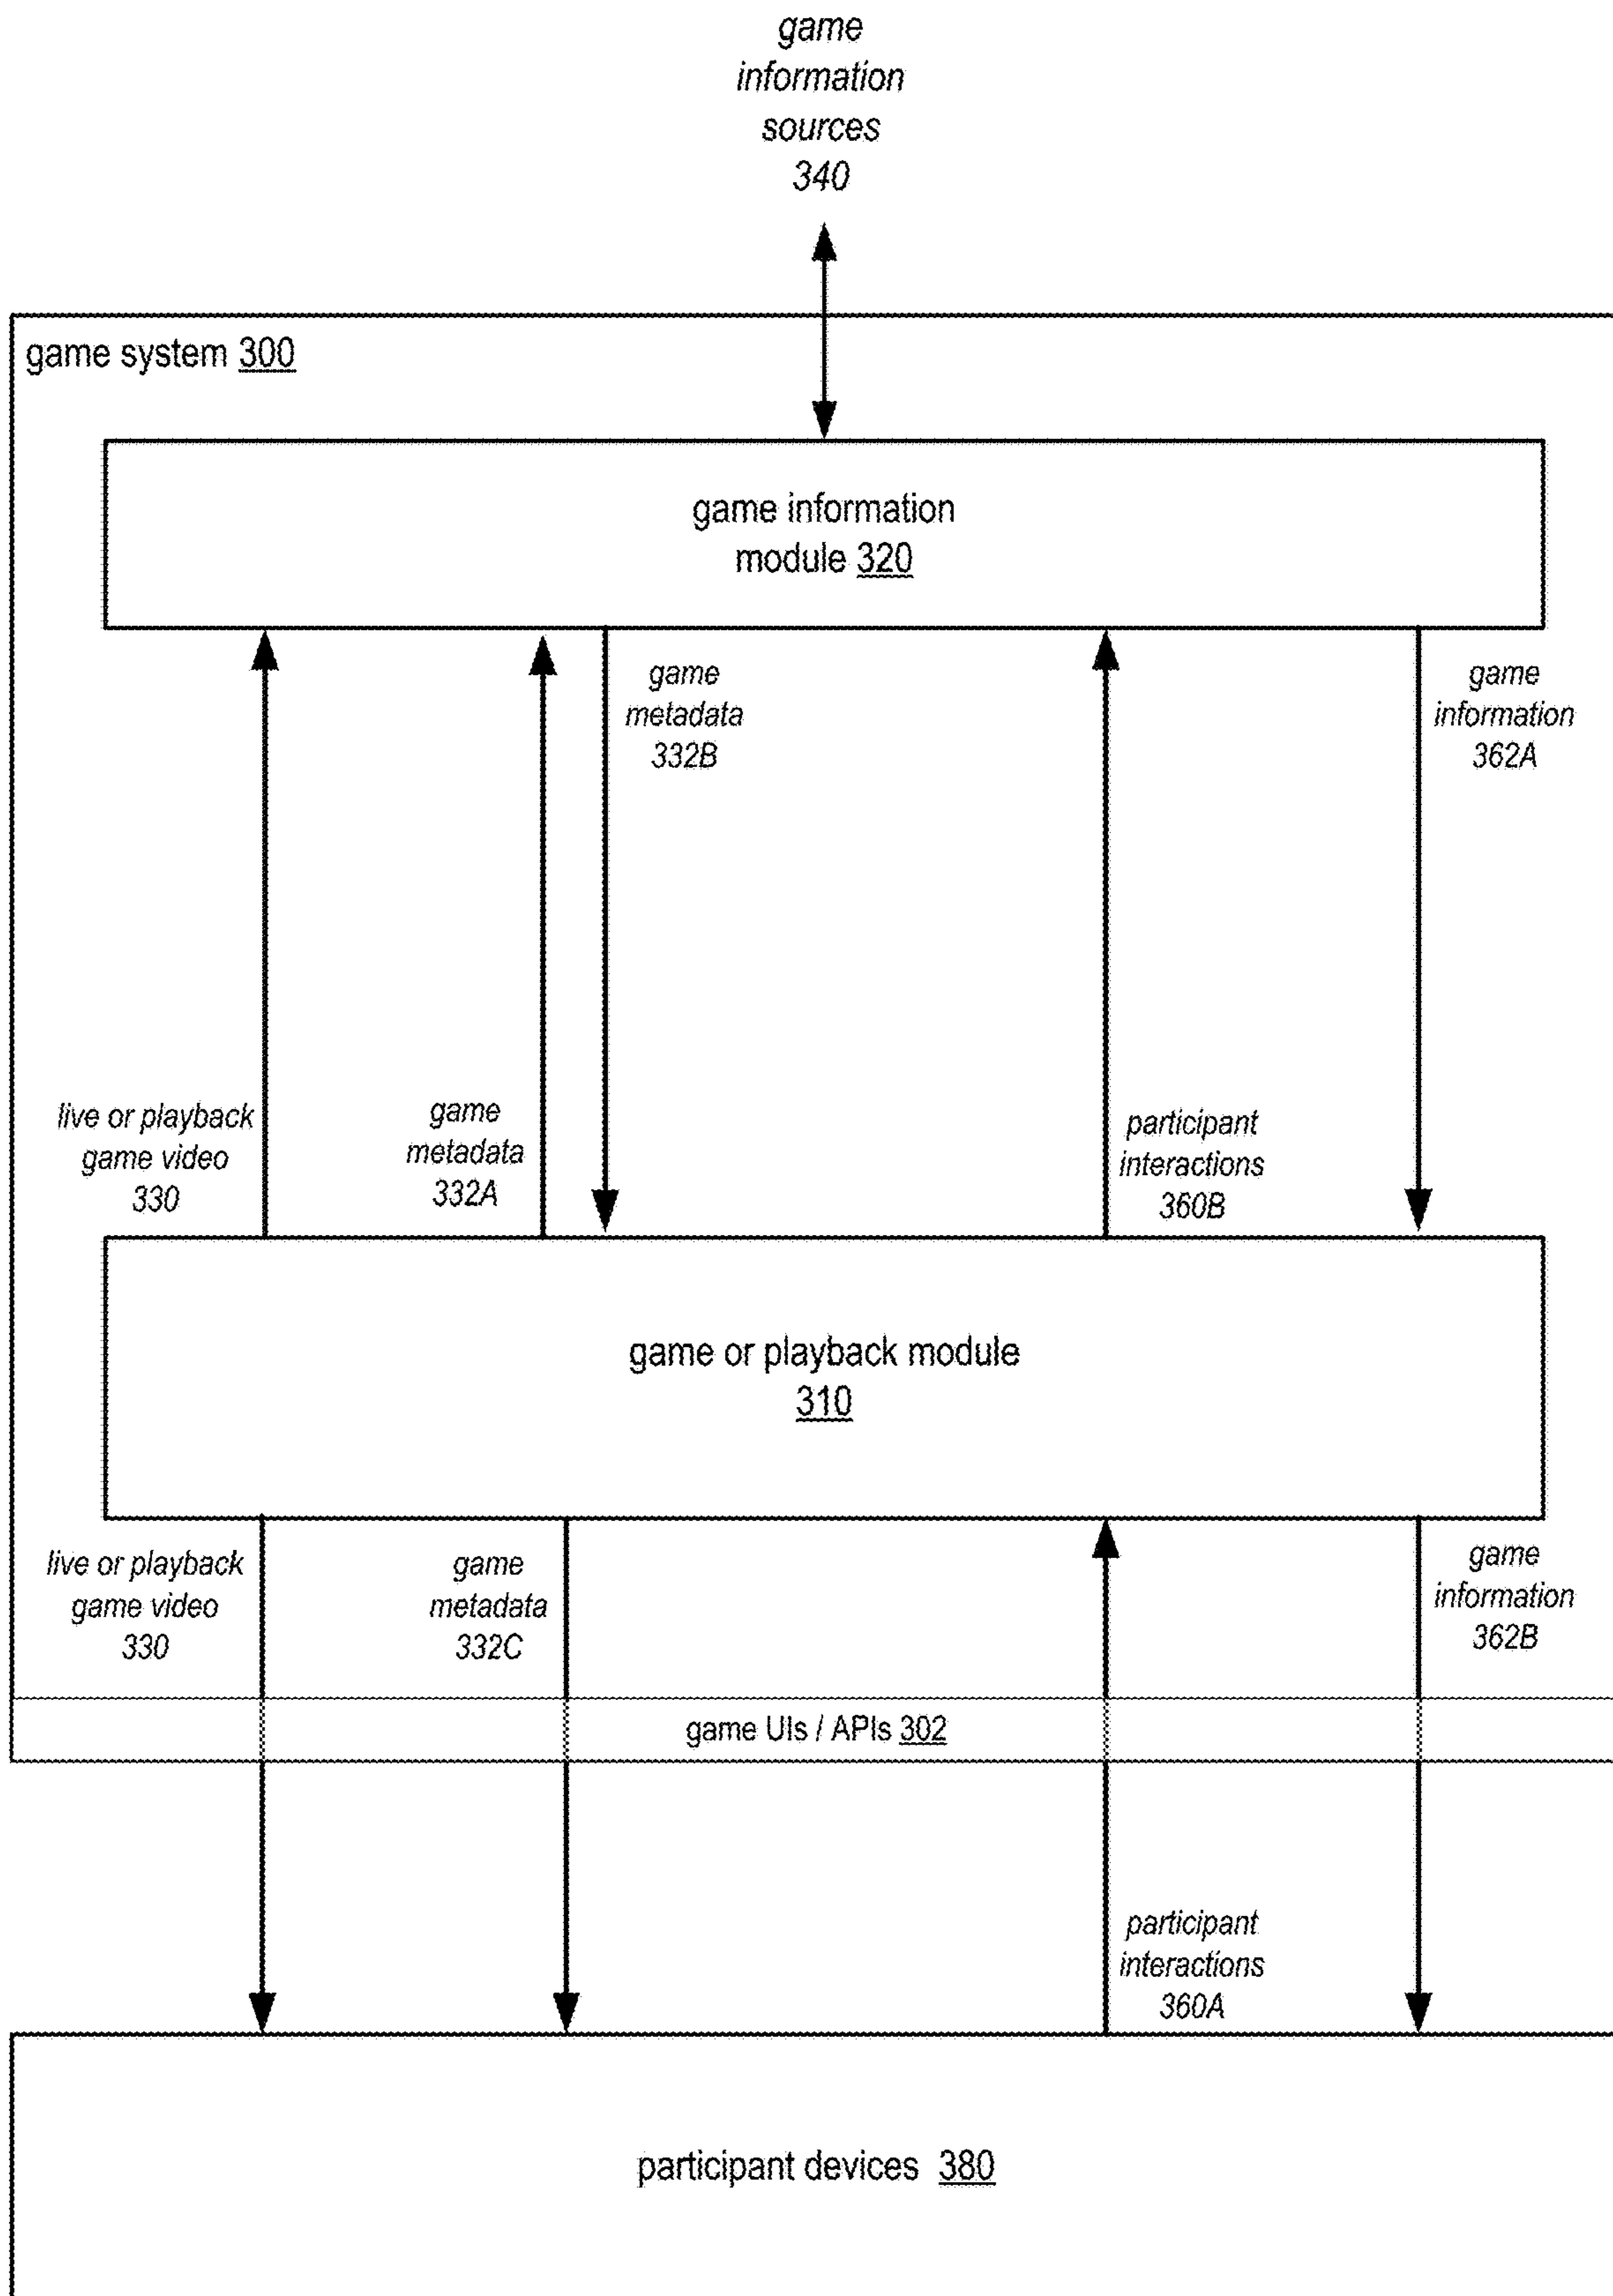 game
information
sources
340
game system 300
game information
module 320
game
metadata
332B
game
information
362A
live or playback
game video
330
game
metadata
332A
participant
interactions
360B
game or playback module
310
live or playback
game video
330
game
metadata
332C
game
information
362B
game UIs / APIs 302
participant
interactions
360A
participant devices 380